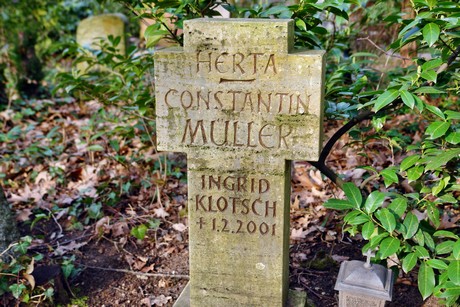 HERTA
CONSTANTIN
MÜLLER
INGRID
KLOTSCH
+1.2.2001